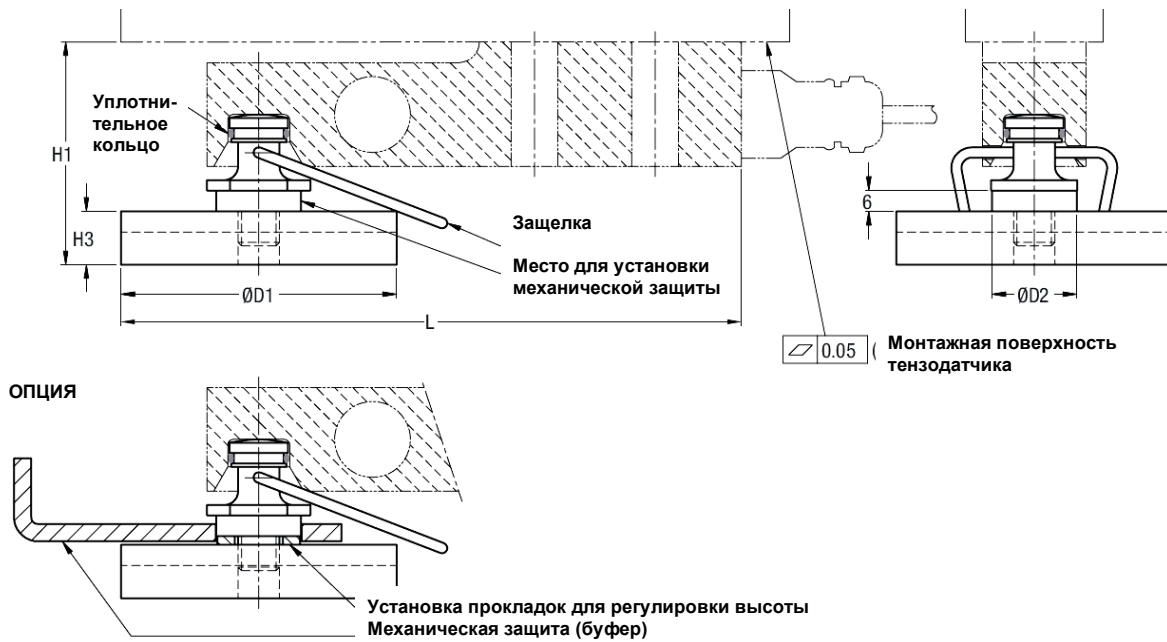 Уплотни-
тельное
кольцо
H1
H3
ØD1
L
Защелка
Место для установки
механической защиты
6
ØD2
0.05 (
Монтажная поверхность
тензодатчика
ОПЦИЯ
Установка прокладок для регулировки высоты
Механическая защита (буфер)